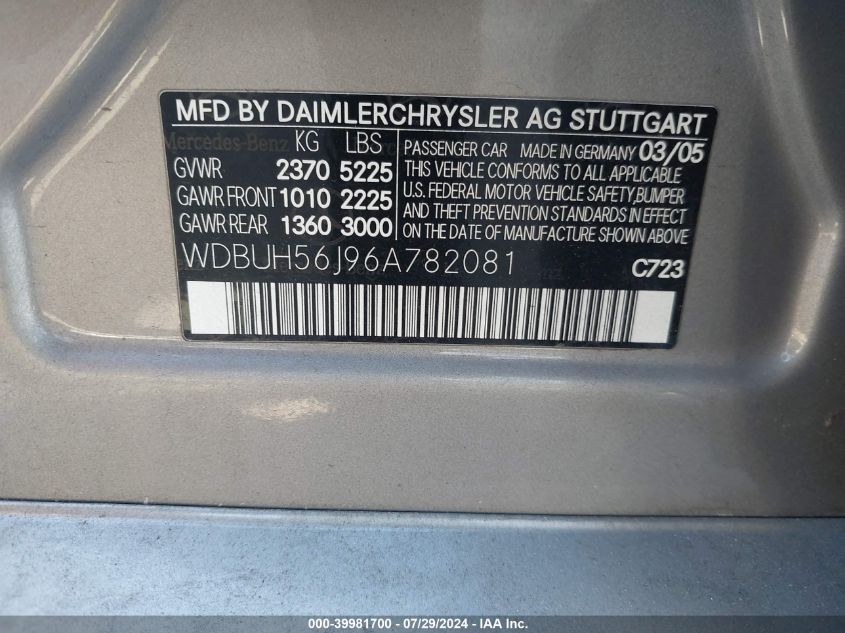 MFD BY DAIMLERCHRYSLER AG STUTTGART
Mercedes-Benz KG LBS
GVWR 2370 5225
GAWR FRONT 1010 2225
GAWR REAR 1360 3000
PASSENGER CAR MADE IN GERMANY 03/05
THIS VEHICLE CONFORMS TO ALL APPLICABLE
U.S. FEDERAL MOTOR VEHICLE SAFETY,BUMPER
AND THEFT PREVENTION STANDARDS IN EFFECT
ON THE DATE OF MANUFACTURE SHOWN ABOVE.
WDBUH56J96A782081 C723
000-39981700 / 07/29/2024 - IAA Inc.